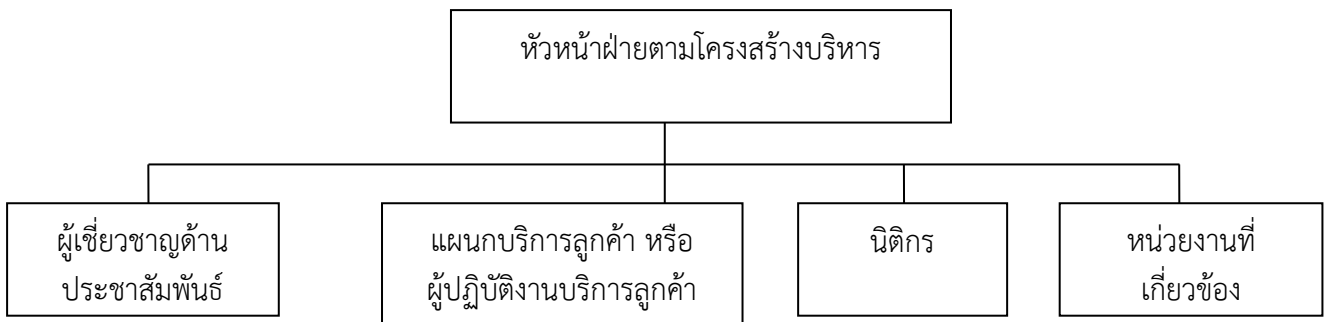 หัวหน้าฝ่ายตามโครงสร้างบริหาร
ผู้เชี่ยวชาญด้าน
ประชาสัมพันธ์
แผนกบริการลูกค้า หรือ
ผู้ปฏิบัติงานบริการลูกค้า
นิติกร
หน่วยงานที่
เกี่ยวข้อง